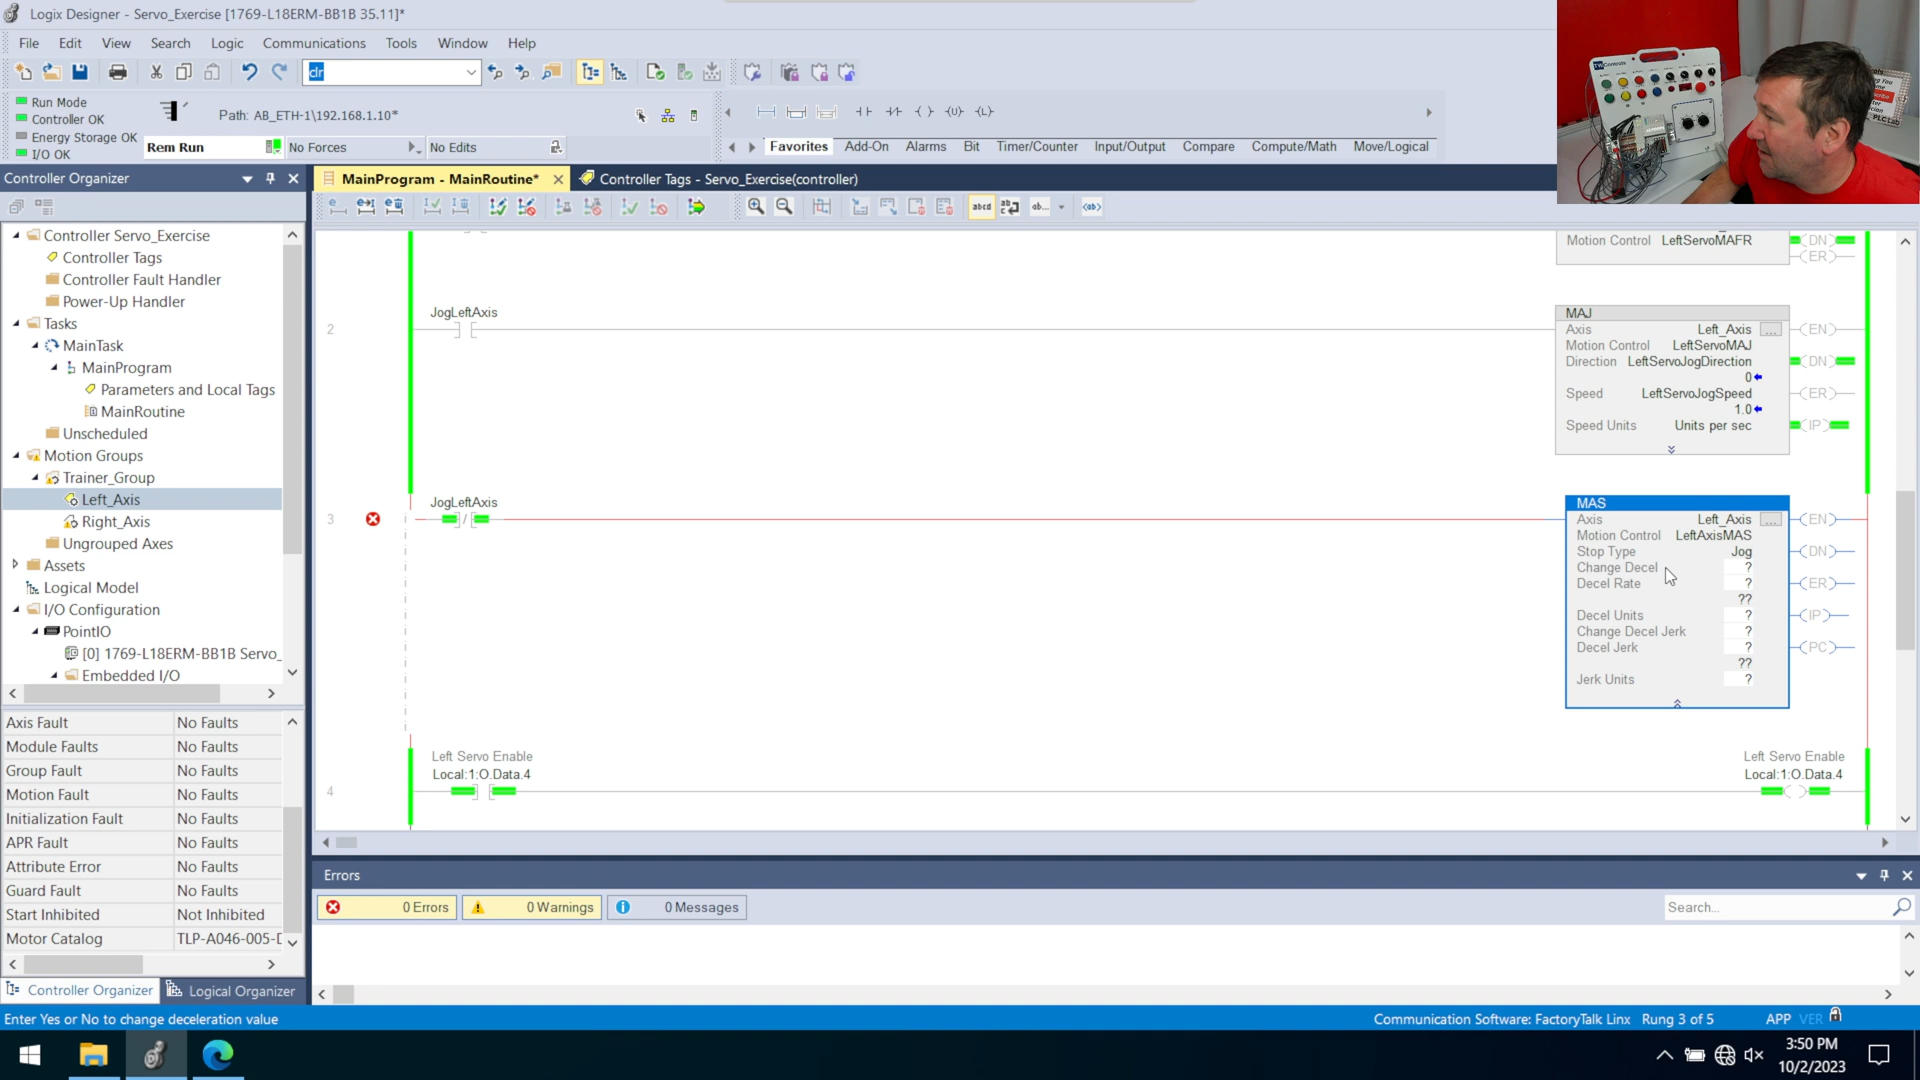 Logix Designer - Servo_Exercise [1769-L18ERM-BB1B 35.11]*
File Edit View Search Logic Communications Tools Window Help
clr
Run Mode
Controller OK
Energy Storage OK
I/O OK
Path: AB_ETH-1\192.168.1.10*
Rem Run
No Forces
No Edits
Favorites Add-On Alarms Bit Timer/Counter Input/Output Compare Compute/Math Move/Logical
Controller Organizer
MainProgram - MainRoutine*
Controller Tags - Servo_Exercise(controller)
Controller Servo_Exercise
Controller Tags
Controller Fault Handler
Power-Up Handler
Tasks
MainTask
MainProgram
Parameters and Local Tags
MainRoutine
Unscheduled
Motion Groups
Trainer_Group
Left_Axis
Right_Axis
Ungrouped Axes
Assets
Logical Model
I/O Configuration
PointIO
[0] 1769-L18ERM-BB1B Servo_
Embedded I/O
Axis Fault No Faults
Module Faults No Faults
Group Fault No Faults
Motion Fault No Faults
Initialization Fault No Faults
APR Fault No Faults
Attribute Error No Faults
Guard Fault No Faults
Start Inhibited Not Inhibited
Motor Catalog TLP-A046-005-D
Controller Organizer
Logical Organizer
Motion Control LeftServoMAFR
DN
ER
2
JogLeftAxis
MAJ
Axis Left_Axis ... EN
Motion Control LeftServoMAJ
Direction LeftServoJogDirection DN
0
Speed LeftServoJogSpeed ER
1.0
Speed Units Units per sec IP
3
JogLeftAxis
MAS
Axis Left_Axis ... EN
Motion Control LeftAxisMAS
Stop Type Jog DN
Change Decel ?
Decel Rate ? ER
??
Decel Units ? IP
Change Decel Jerk ?
Decel Jerk ? PC
??
Jerk Units ?
4
Left Servo Enable
Local:1:O.Data.4
Left Servo Enable
Local:1:O.Data.4
Errors
0 Errors
0 Warnings
0 Messages
Search...
Enter Yes or No to change deceleration value
Communication Software: FactoryTalk Linx
Rung 3 of 5
APP VER
3:50 PM
10/2/2023